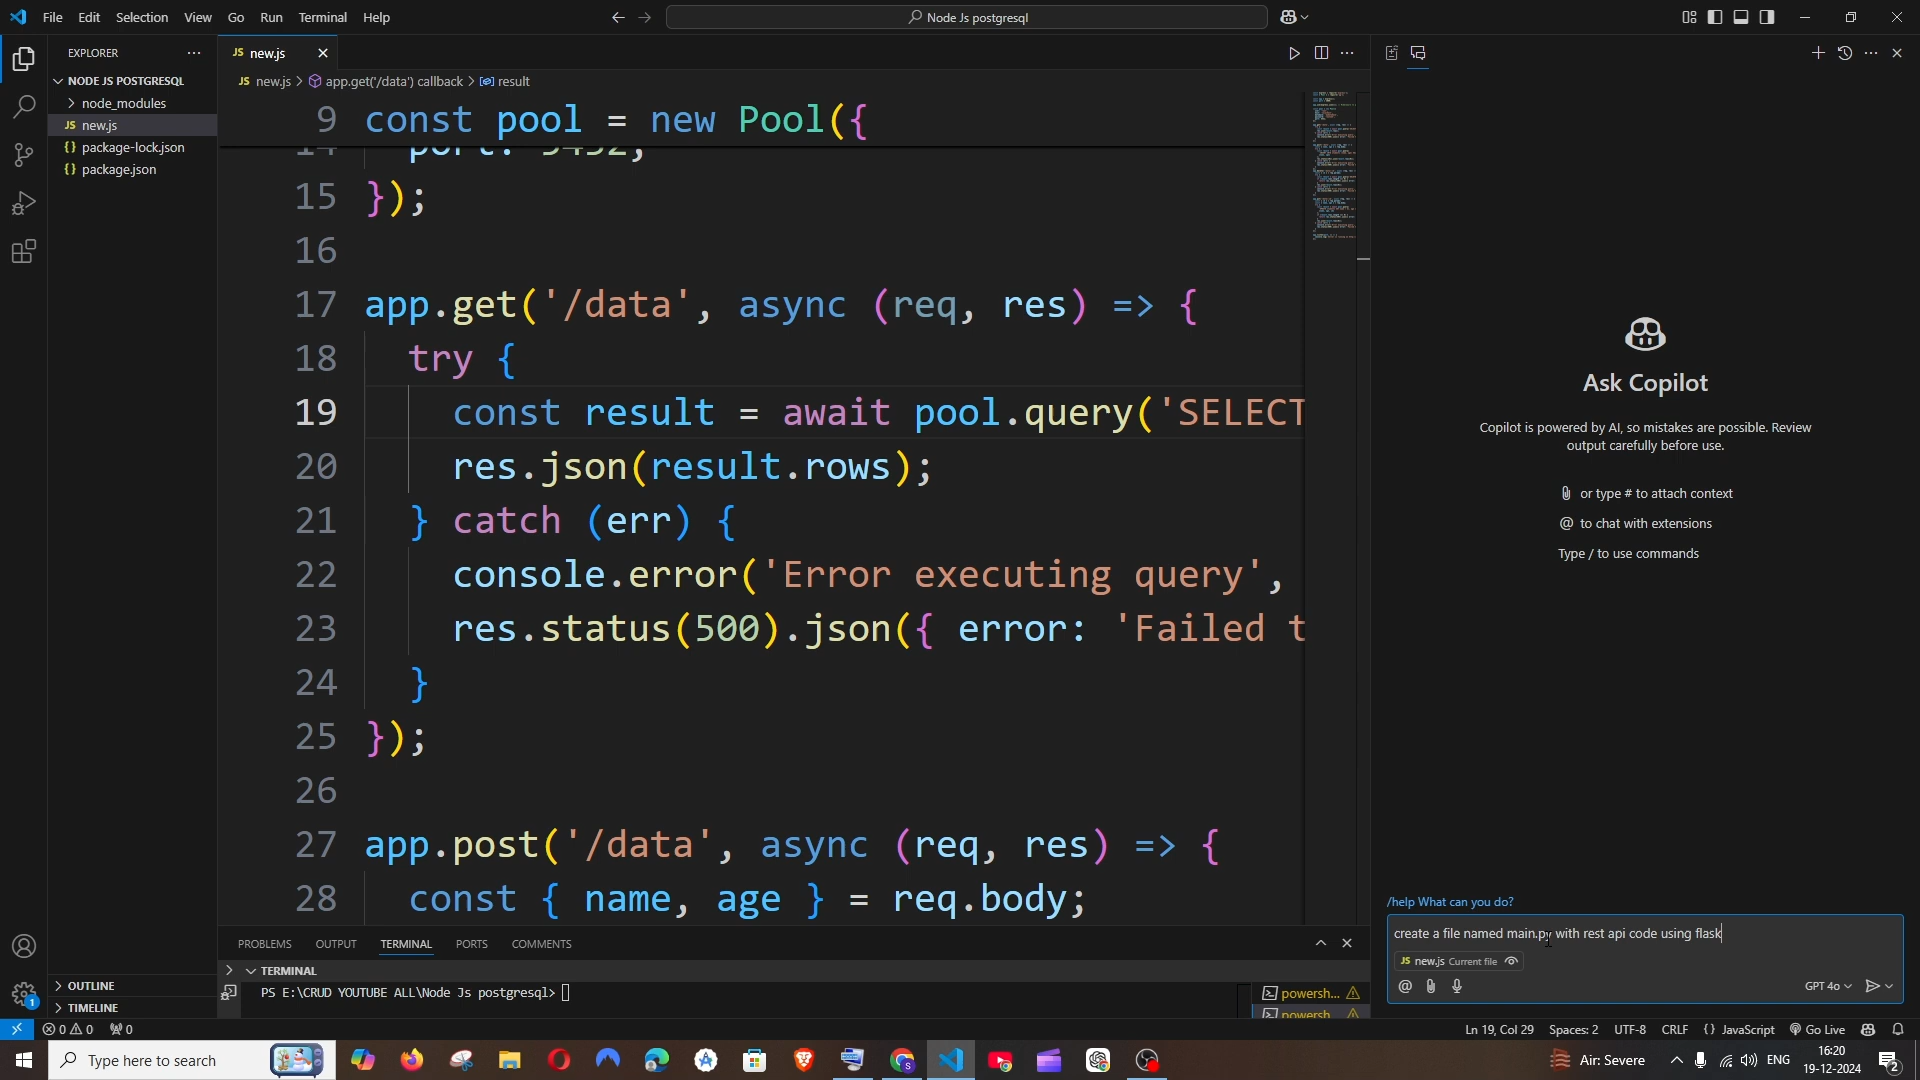 File Edit Selection View Go Run Terminal Help
Node Js postgresql
EXPLORER
NODE JS POSTGRESQL
node_modules
JS new.js
{} package-lock.json
{} package.json
OUTLINE
TIMELINE
JS new.js
JS new.js > app.get('/data') callback > result
9 const pool = new Pool({
15 });
16
17 app.get('/data', async (req, res) => {
18 try {
19 const result = await pool.query('SELECT
20 res.json(result.rows);
21 } catch (err) {
22 console.error('Error executing query',
23 res.status(500).json({ error: 'Failed t
24 }
25 });
26
27 app.post('/data', async (req, res) => {
28 const { name, age } = req.body;
PROBLEMS OUTPUT TERMINAL PORTS COMMENTS
TERMINAL
PS E:\CRUD YOUTUBE ALL\Node Js postgresql>
powersh...
Ask Copilot
Copilot is powered by AI, so mistakes are possible. Review
output carefully before use.
or type # to attach context
@ to chat with extensions
Type / to use commands
/help What can you do?
create a file named main.py with rest api code using flask
JS new.js Current file
@ GPT 4o
0 0 0
Ln 19, Col 29 Spaces: 2 UTF-8 CRLF {} JavaScript Go Live
Type here to search
Air: Severe
ENG
16:20
19-12-2024
2